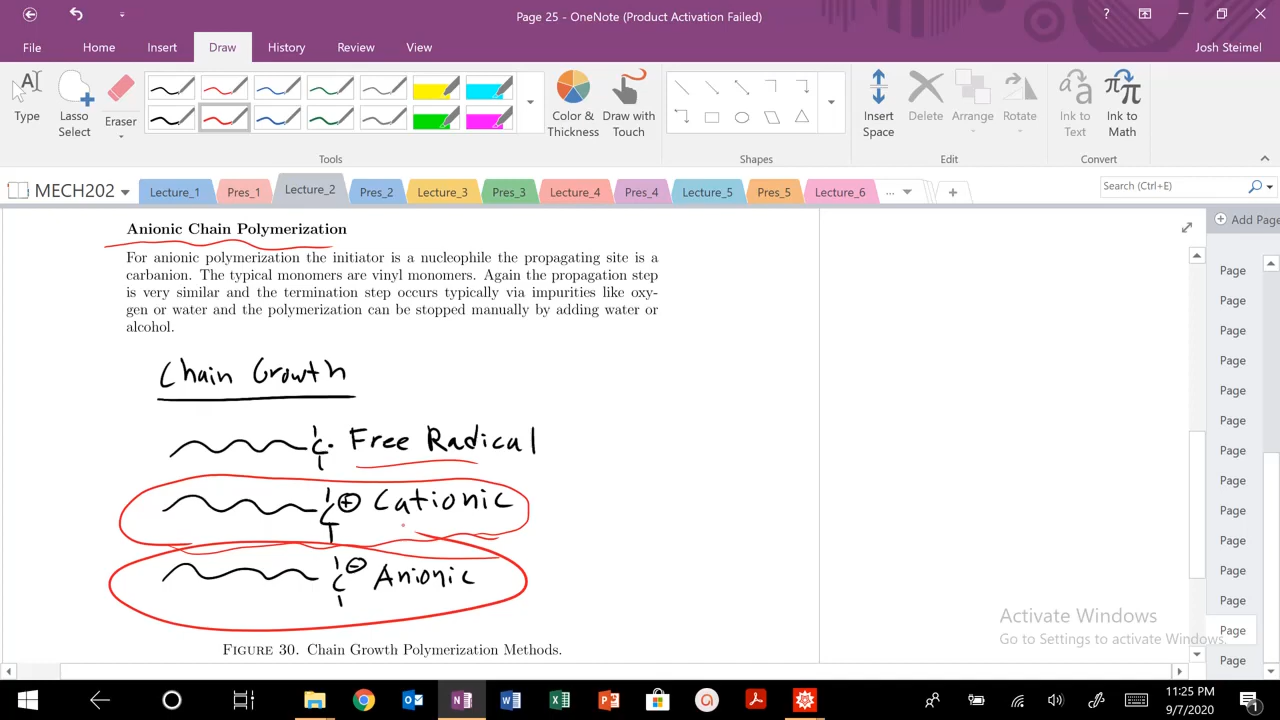 Page 25 - OneNote (Product Activation Failed)
File Home Insert Draw History Review View Josh Steimel
Type Lasso Select Eraser Color & Thickness Draw with Touch Insert Space Delete Arrange Rotate Ink to Text Ink to Math
Tools Shapes Edit Convert
MECH202 Lecture_1 Pres_1 Lecture_2 Pres_2 Lecture_3 Pres_3 Lecture_4 Pres_4 Lecture_5 Pres_5 Lecture_6 ... Search (Ctrl+E)
Add Page
Anionic Chain Polymerization
For anionic polymerization the initiator is a nucleophile the propagating site is a
carbanion. The typical monomers are vinyl monomers. Again the propagation step
is very similar and the termination step occurs typically via impurities like oxy-
gen or water and the polymerization can be stopped manually by adding water or
alcohol.
Chain Growth
C· Free Radical
C+ Cationic
C- Anionic
FIGURE 30. Chain Growth Polymerization Methods.
Page
Page
Page
Page
Page
Page
Page
Page
Page
Page
Page
Page
Page
Page
Activate Windows
Go to Settings to activate Windows.
11:25 PM
9/7/2020
1